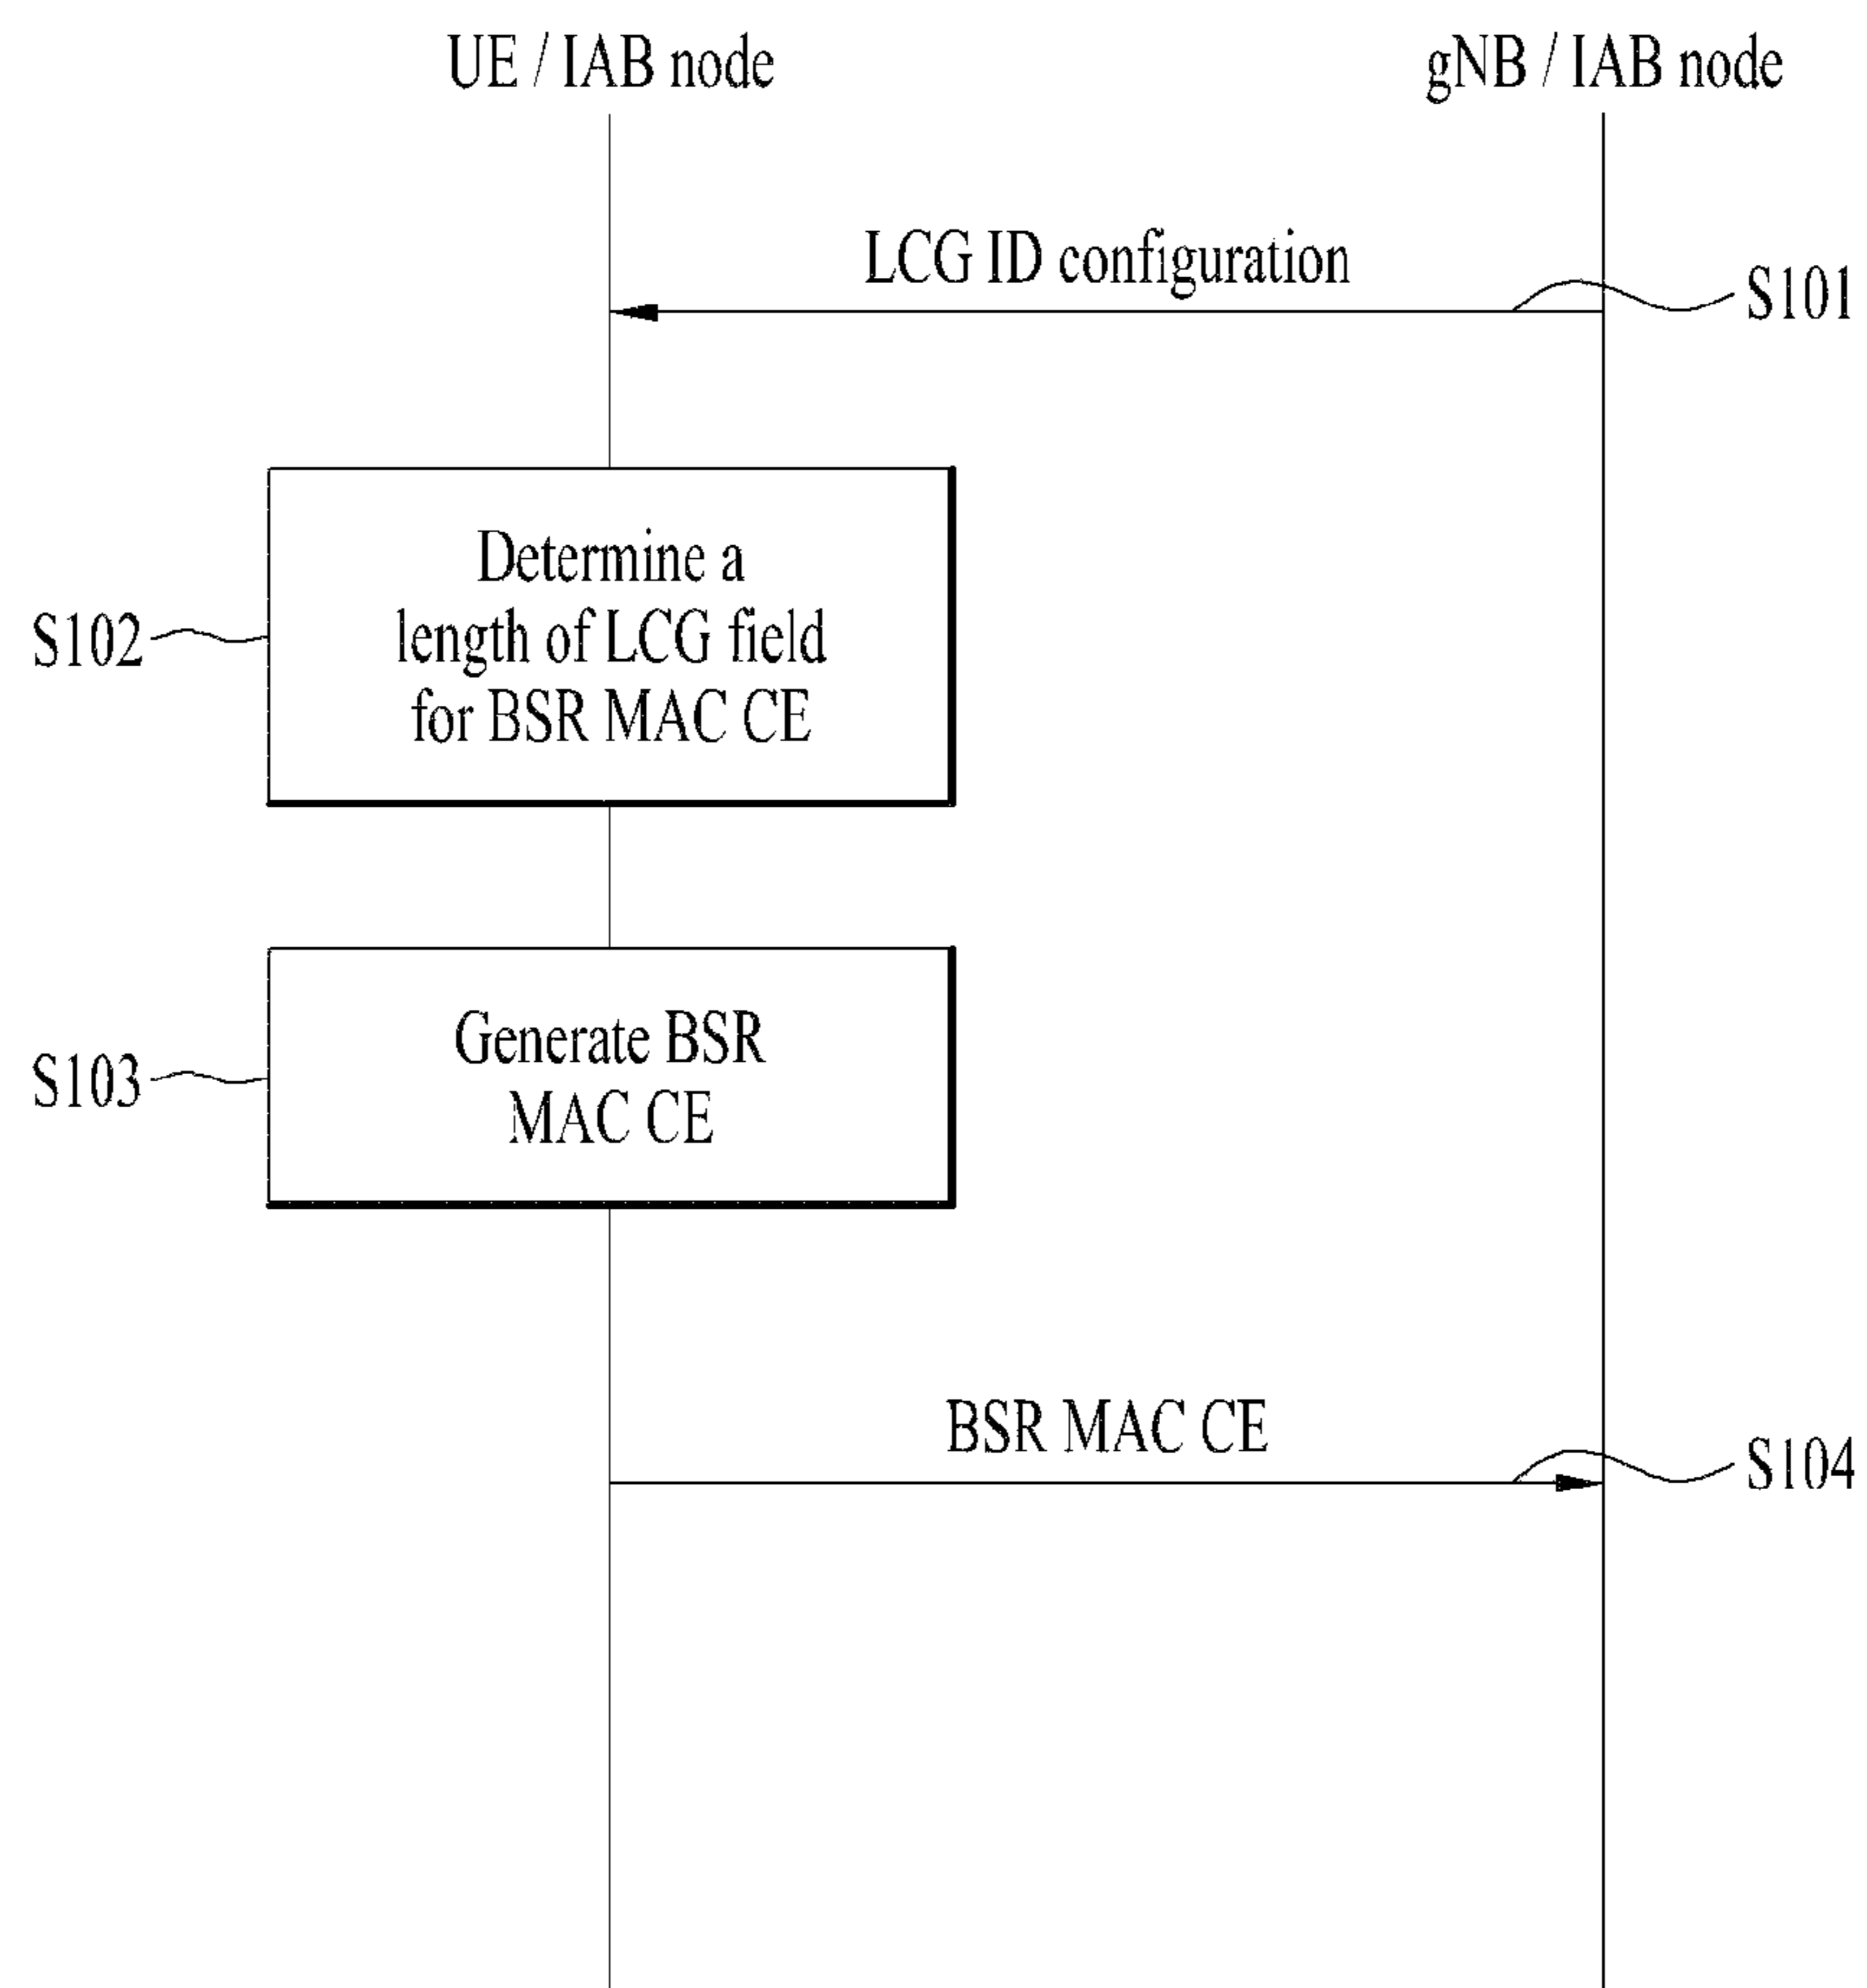 UE / IAB node
gNB / IAB node
LCG ID configuration
S101
Determine a
length of LCG field
for BSR MAC CE
S102
Generate BSR
MAC CE
S103
BSR MAC CE
S104